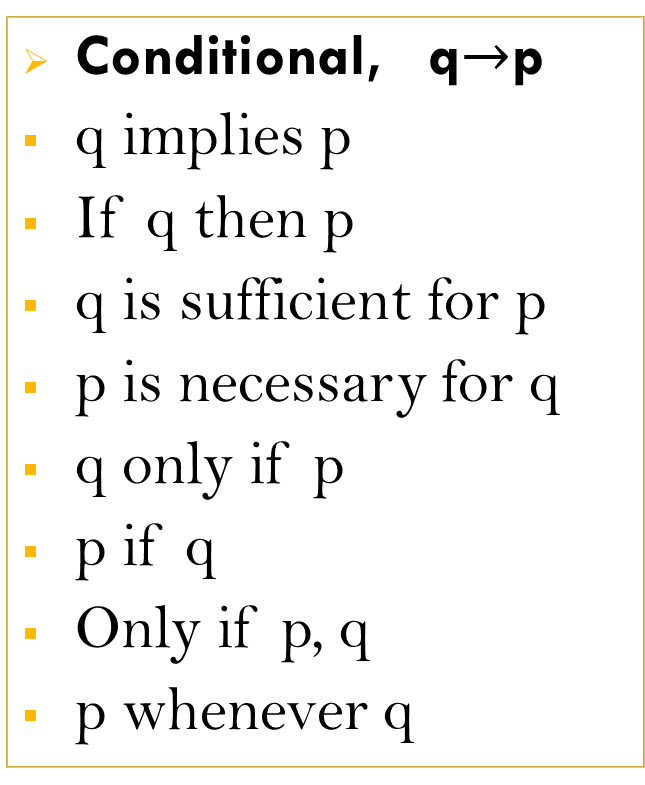 Conditional, q→p
q implies p
If q then p
q is sufficient for p
p is necessary for q
q only if p
p if q
Only if p, q
p whenever q